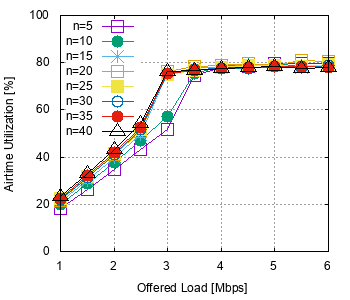 100
80
60
40
20
0
Airtime Utilization [%]
n=5
n=10
n=15
n=20
n=25
n=30
n=35
n=40
1
2
3
4
5
6
Offered Load [Mbps]